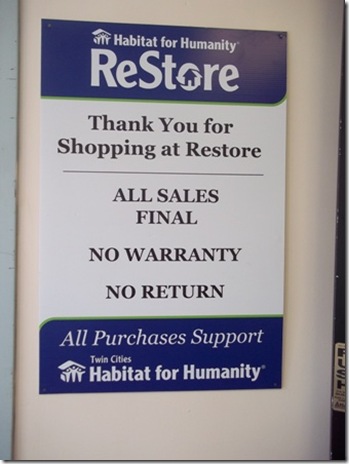 Habitat for Humanity®
ReStore
Thank You for
Shopping at Restore
ALL SALES
FINAL
NO WARRANTY
NO RETURN
All Purchases Support
Twin Cities
Habitat for Humanity®